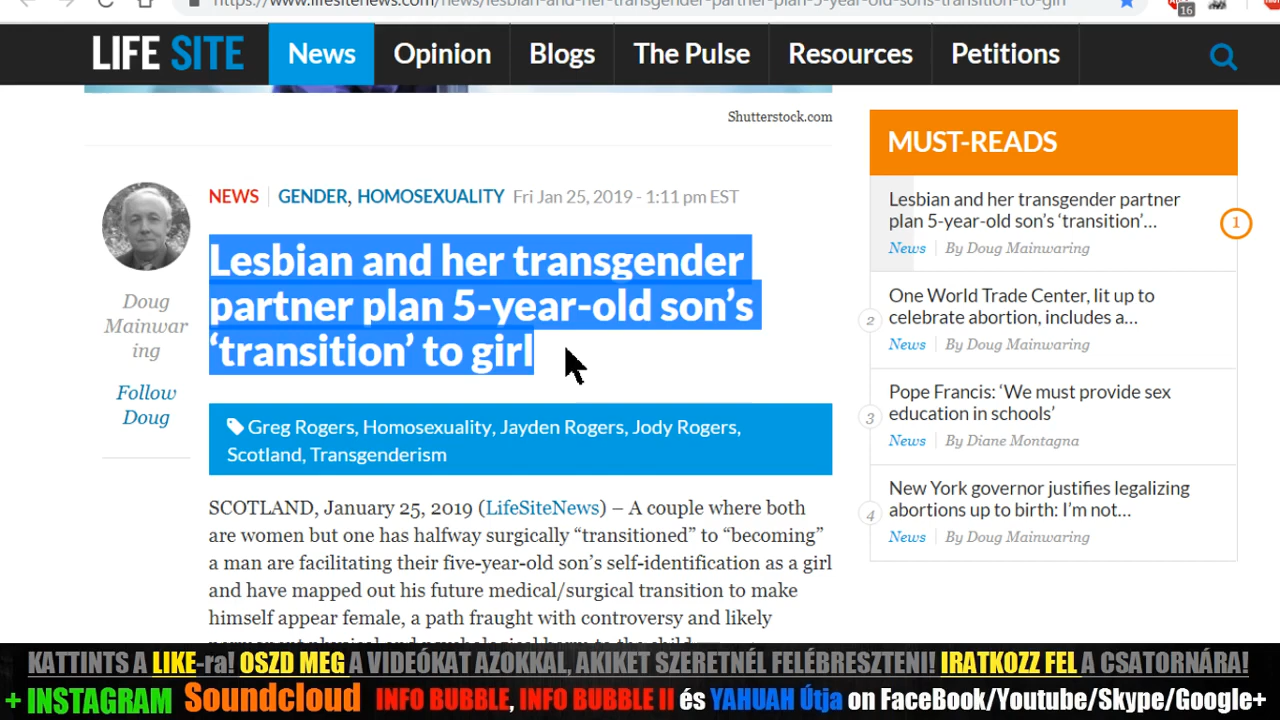 https://www.lifesitenews.com/news/lesbian-and-her-transgender-partner-plan-5-year-old-sons-transition-to-girl
16
LIFE SITE
News
Opinion
Blogs
The Pulse
Resources
Petitions
Shutterstock.com
Doug
Mainwar
ing
Follow
Doug
NEWS | GENDER, HOMOSEXUALITY Fri Jan 25, 2019 - 1:11 pm EST
Lesbian and her transgender
partner plan 5-year-old son's
‘transition’ to girl
Greg Rogers, Homosexuality, Jayden Rogers, Jody Rogers,
Scotland, Transgenderism
SCOTLAND, January 25, 2019 (LifeSiteNews) – A couple where both
are women but one has halfway surgically “transitioned” to “becoming”
a man are facilitating their five-year-old son’s self-identification as a girl
and have mapped out his future medical/surgical transition to make
himself appear female, a path fraught with controversy and likely
MUST-READS
Lesbian and her transgender partner
plan 5-year-old son’s ‘transition’...
1
News | By Doug Mainwaring
One World Trade Center, lit up to
celebrate abortion, includes a...
2
News | By Doug Mainwaring
Pope Francis: ‘We must provide sex
education in schools’
3
News | By Diane Montagna
New York governor justifies legalizing
abortions up to birth: I’m not...
4
News | By Doug Mainwaring
KATTINTS A LIKE-ra! OSZD MEG A VIDEÓKAT AZOKKAL, AKIKET SZERETNÉL FELÉBRESZTENI! IRATKOZZ FEL A CSATORNÁRA!
+ INSTAGRAM Soundcloud INFO BUBBLE, INFO BUBBLE II és YAHUAH Útja on FaceBook/Youtube/Skype/Google+